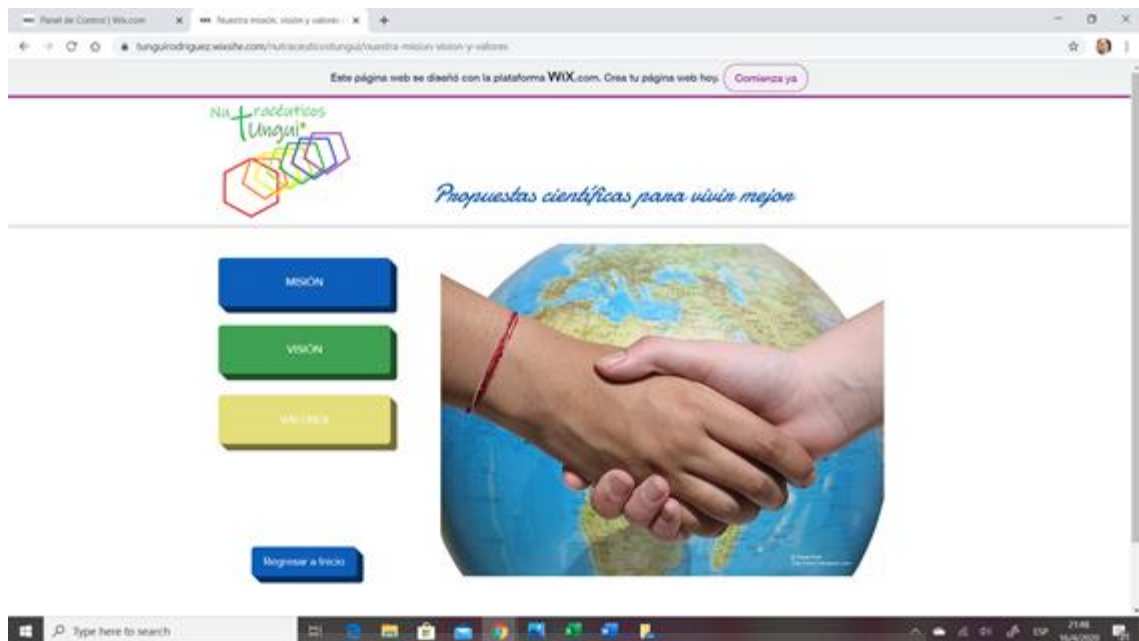 Panel de Control | Wix.com
Nuestra misión, visión y valores |
tunguirodriguez.wixsite.com/nutraceuticostungui/nuestra-mision-vision-y-valores
Este página web se diseñó con la plataforma WiX.com. Crea tu página web hoy. Comienza ya
Nutracéuticos
Ungui
Propuestas científicas para vivir mejor
MISIÓN
VISIÓN
VALORES
Regresar a Inicio
Type here to search
ESP
21:48